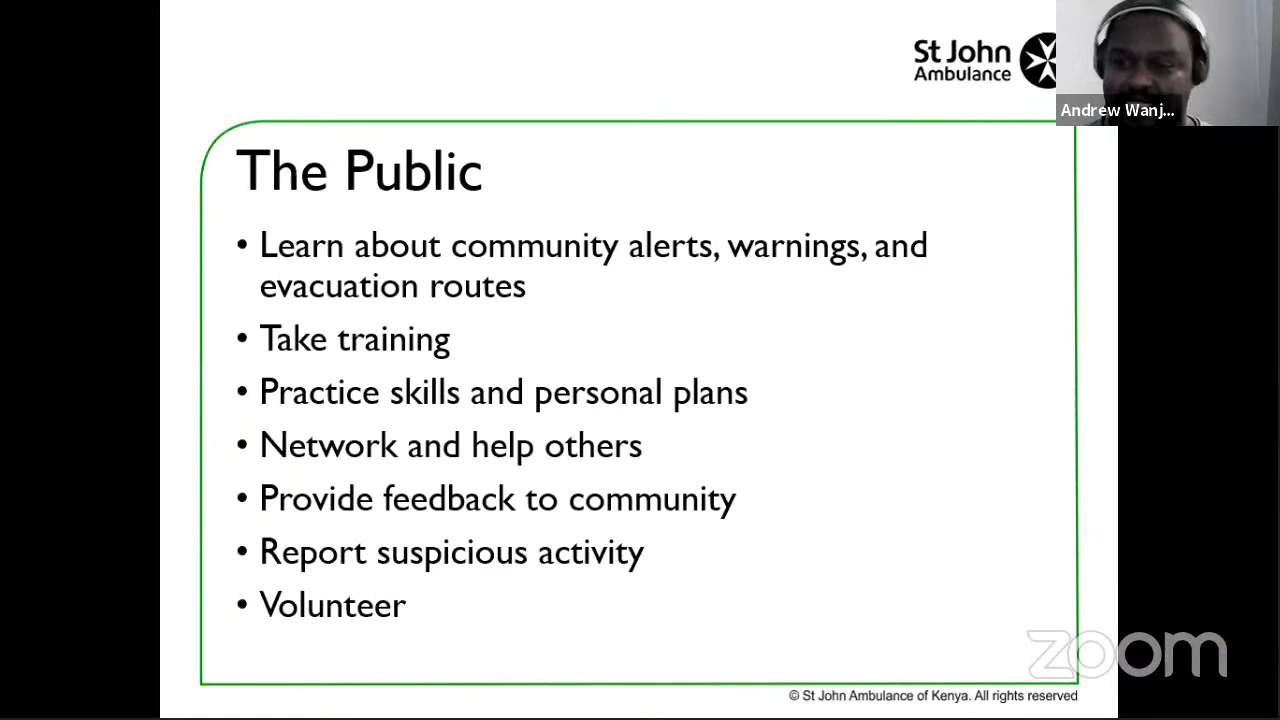 St John
Ambulance
Andrew Wanj...
The Public
• Learn about community alerts, warnings, and
evacuation routes
• Take training
• Practice skills and personal plans
• Network and help others
• Provide feedback to community
• Report suspicious activity
• Volunteer
zoom
© St John Ambulance of Kenya. All rights reserved